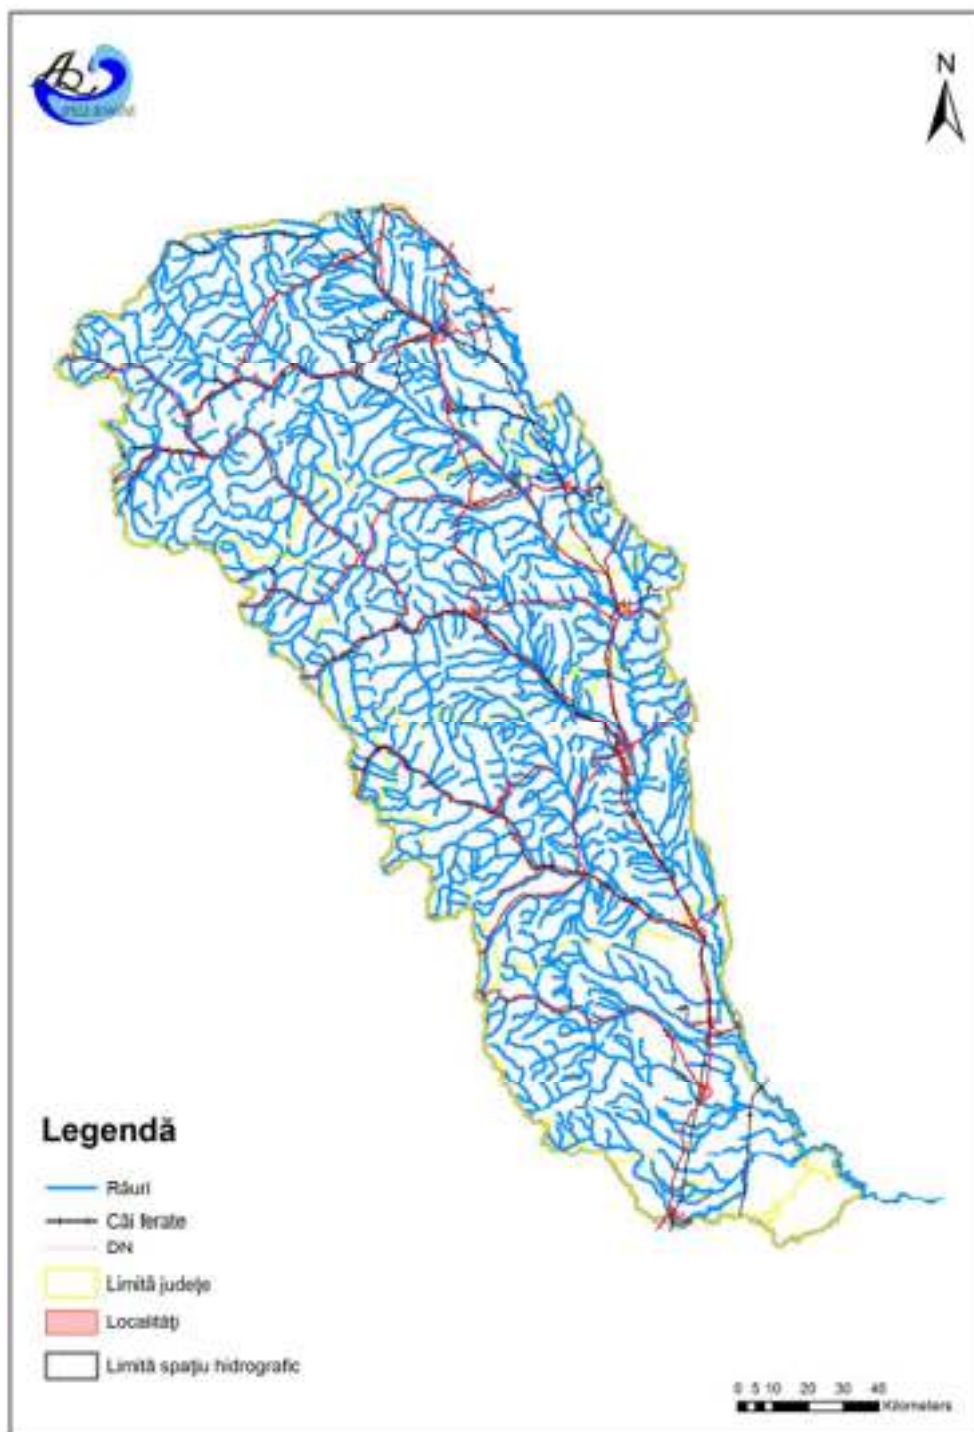 N
Legendă
Râuri
Căi ferate
DN
Limită județe
Localități
Limită spațiu hidrografic
0 5 10 20 30 40
Kilometers